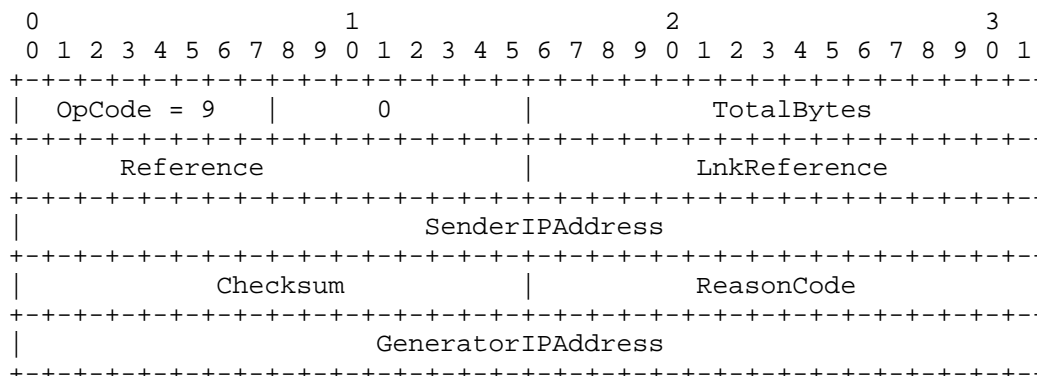 0                   1                   2                   3
0 1 2 3 4 5 6 7 8 9 0 1 2 3 4 5 6 7 8 9 0 1 2 3 4 5 6 7 8 9 0 1
+-+-+-+-+-+-+-+-+-+-+-+-+-+-+-+-+-+-+-+-+-+-+-+-+-+-+-+-+-+-+-+--
|  OpCode = 9   |      0        |           TotalBytes
+-+-+-+-+-+-+-+-+-+-+-+-+-+-+-+-+-+-+-+-+-+-+-+-+-+-+-+-+-+-+-+--
|      Reference                |          LnkReference
+-+-+-+-+-+-+-+-+-+-+-+-+-+-+-+-+-+-+-+-+-+-+-+-+-+-+-+-+-+-+-+--
|                         SenderIPAddress
+-+-+-+-+-+-+-+-+-+-+-+-+-+-+-+-+-+-+-+-+-+-+-+-+-+-+-+-+-+-+-+--
|            Checksum           |          ReasonCode
+-+-+-+-+-+-+-+-+-+-+-+-+-+-+-+-+-+-+-+-+-+-+-+-+-+-+-+-+-+-+-+--
|                      GeneratorIPAddress
+-+-+-+-+-+-+-+-+-+-+-+-+-+-+-+-+-+-+-+-+-+-+-+-+-+-+-+-+-+-+-+--